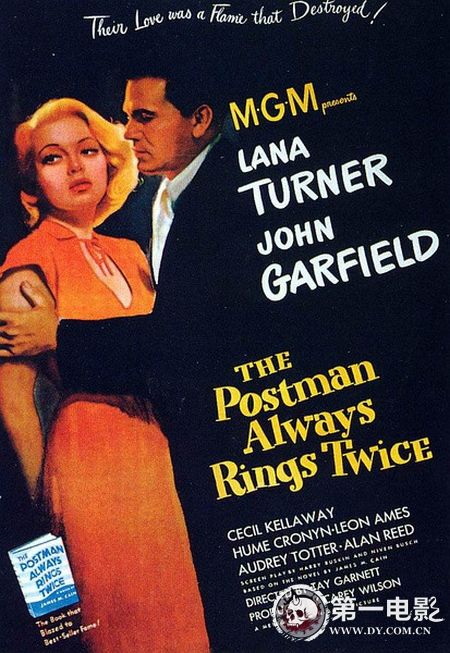 Their Love was a Flame that Destroyed!
M-G-M presents
LANA
TURNER
JOHN
GARFIELD
THE
Postman
Always
Rings Twice
CECIL KELLAWAY
HUME CRONYN · LEON AMES
AUDREY TOTTER · ALAN REED
SCREEN PLAY BY HARRY RUSKIN AND NIVEN BUSCH
BASED ON THE NOVEL BY JAMES M. CAIN
TAY GARNETT
CAREY WILSON
THE
POSTMAN
ALWAYS
RINGS
TWICE
JAMES M. CAIN
The Book that
Blazed to
Best-Seller Fame!
第一电影
WWW.DY.COM.CN